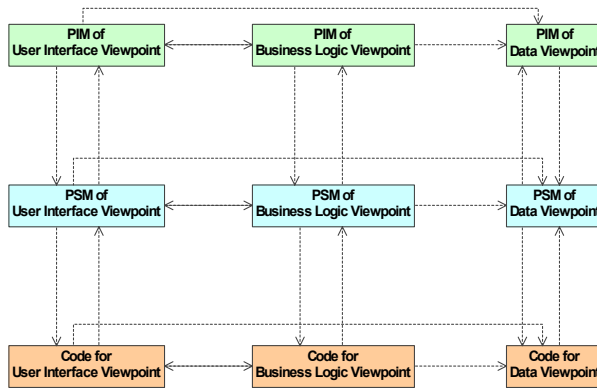 PIM of
User Interface Viewpoint
PIM of
Business Logic Viewpoint
PIM of
Data Viewpoint
PSM of
User Interface Viewpoint
PSM of
Business Logic Viewpoint
PSM of
Data Viewpoint
Code for
User Interface Viewpoint
Code for
Business Logic Viewpoint
Code for
Data Viewpoint